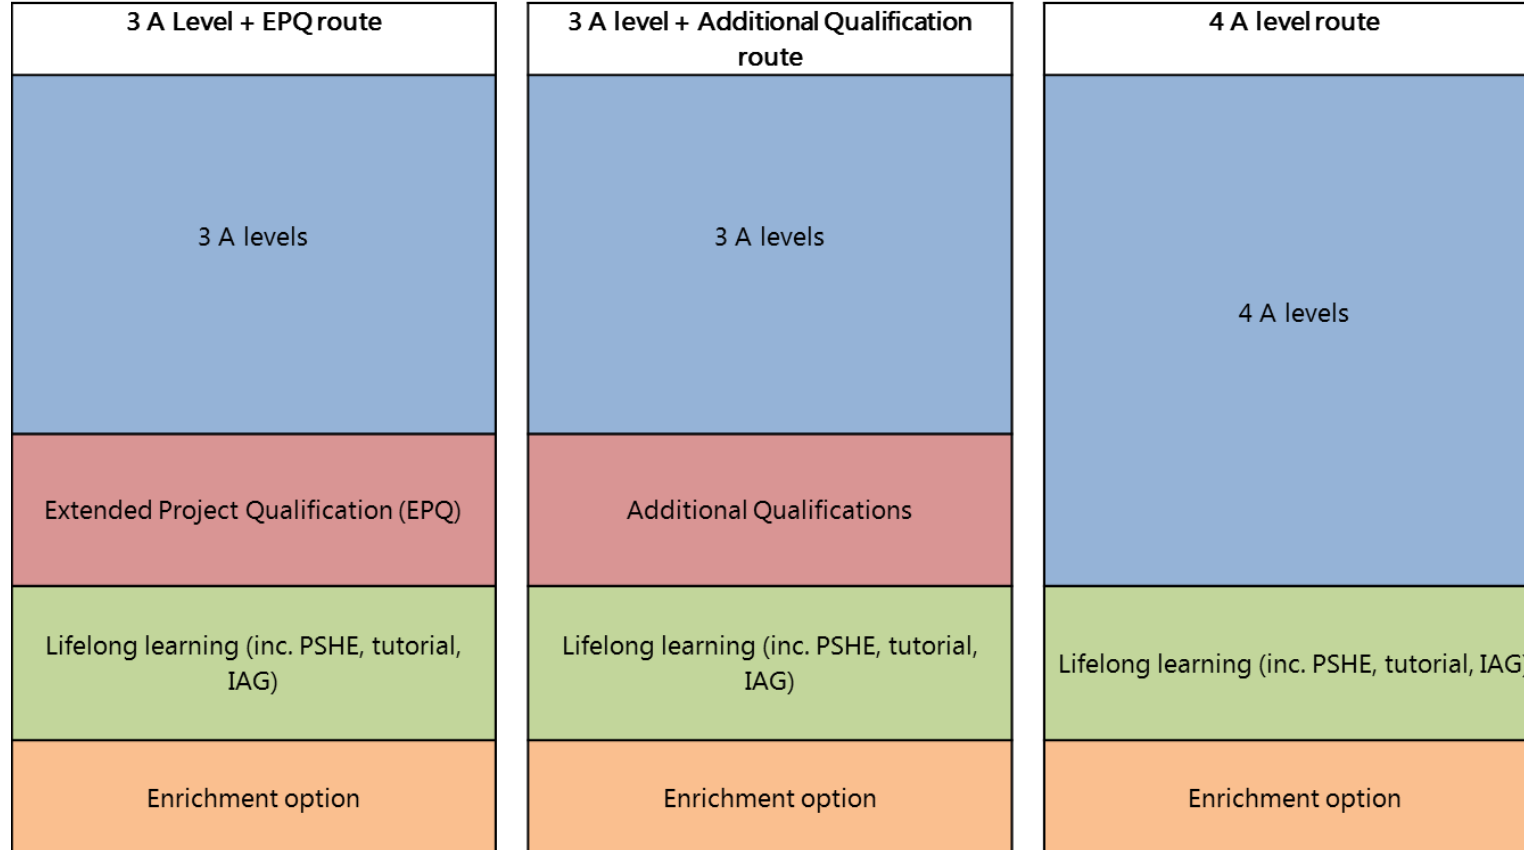 3 A Level + EPQ route
3 A levels
Extended Project Qualification (EPQ)
Lifelong learning (inc. PSHE, tutorial,
IAG)
Enrichment option
3 A level + Additional Qualification
route
3 A levels
Additional Qualifications
Lifelong learning (inc. PSHE, tutorial,
IAG)
Enrichment option
4 A level route
4 A levels
Lifelong learning (inc. PSHE, tutorial, IAG)
Enrichment option